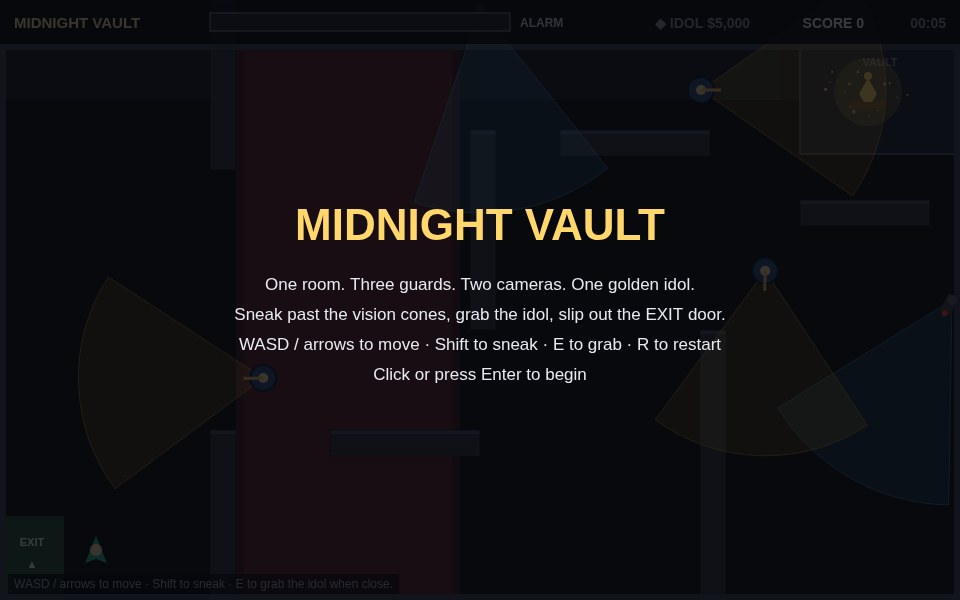 MIDNIGHT VAULT
ALARM
◆ IDOL $5,000
SCORE 0
00:05
VAULT
MIDNIGHT VAULT
One room. Three guards. Two cameras. One golden idol.
Sneak past the vision cones, grab the idol, slip out the EXIT door.
WASD / arrows to move · Shift to sneak · E to grab · R to restart
Click or press Enter to begin
EXIT
▲
WASD / arrows to move · Shift to sneak · E to grab the idol when close.